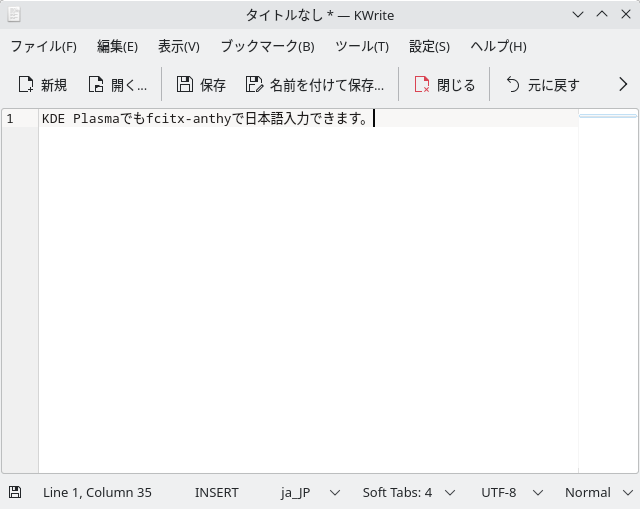 タイトルなし * — KWrite
ファイル(F) 編集(E) 表示(V) ブックマーク(B) ツール(T) 設定(S) ヘルプ(H)
新規 開く... 保存 名前を付けて保存... 閉じる 元に戻す
1 KDE Plasmaでもfcitx-anthyで日本語入力できます。
Line 1, Column 35 INSERT ja_JP Soft Tabs: 4 UTF-8 Normal